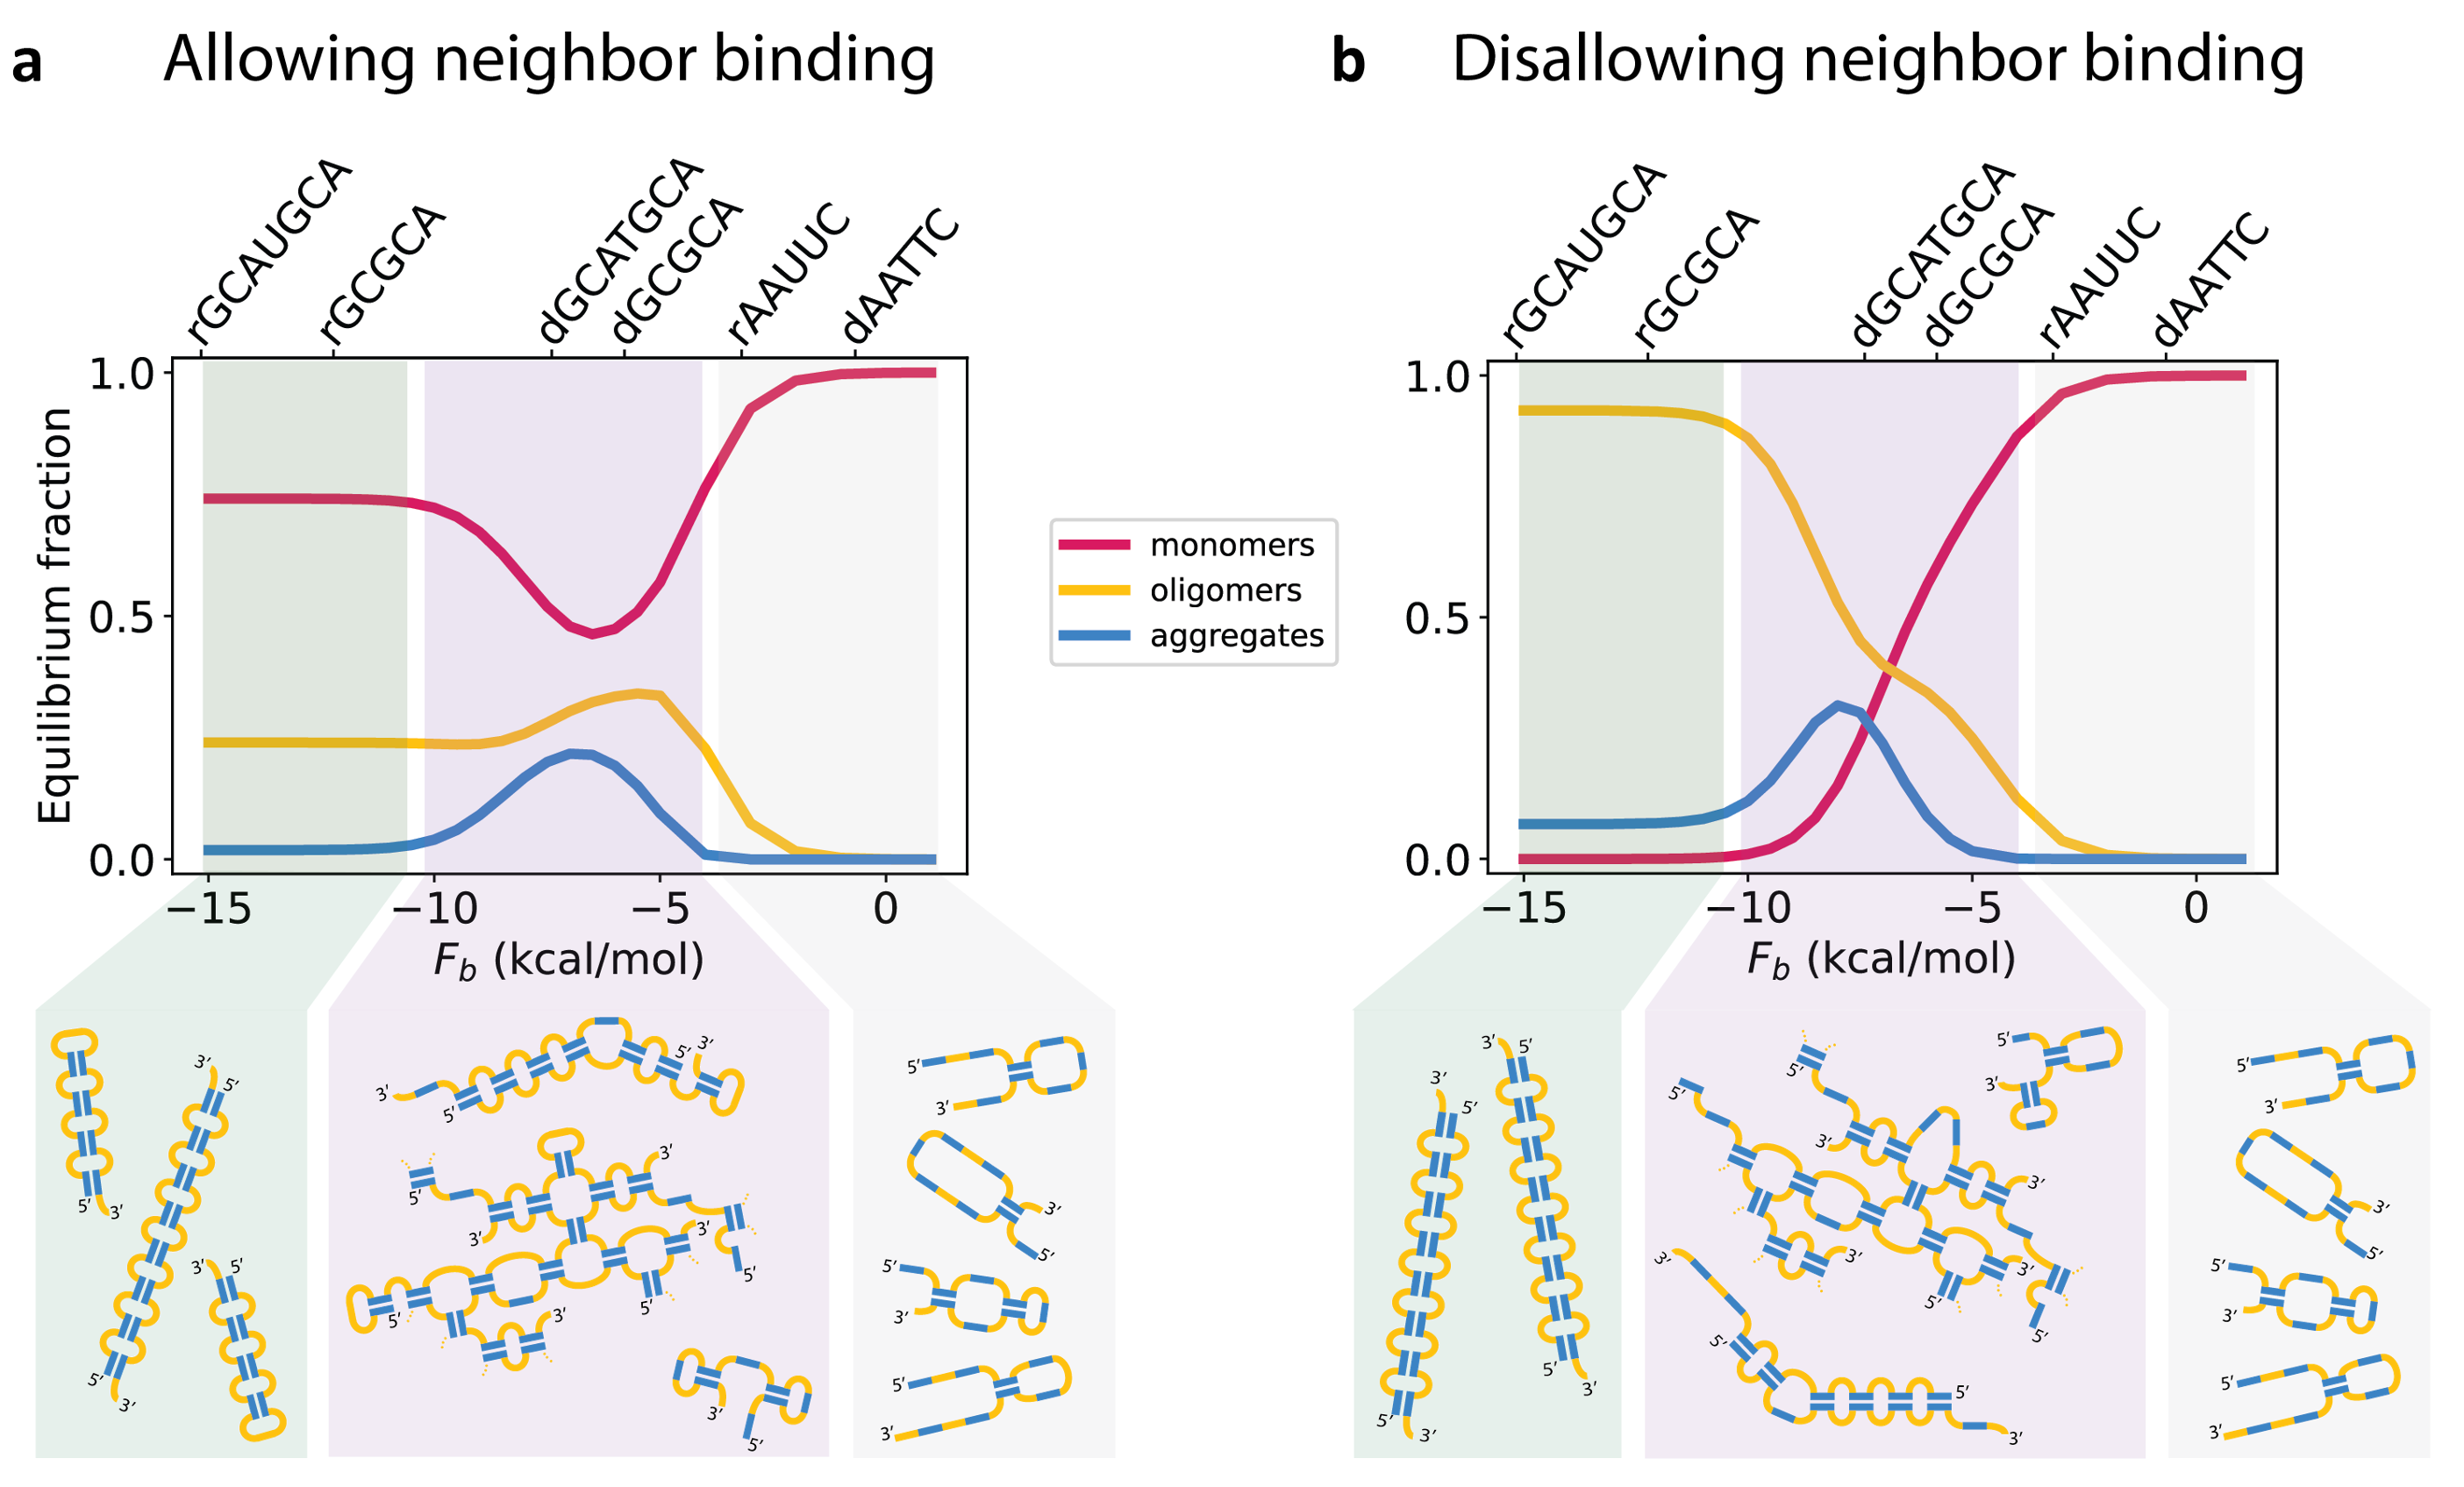 a Allowing neighbor binding
rGCAUGCA
rGCGCA
dGCATGCA
dGCGCA
rAAUUC
dAATTC
Equilibrium fraction
1.0
0.5
0.0
−15 −10 −5 0
Fb (kcal/mol)
monomers
oligomers
aggregates
3′ 5′
5′ 3′
3′ 5′
5′ 3′
3′ 5′
5′ 3′
5′ 3′
3′
5′
3′
3′
5′
5′
3′
5′
5′
3′
3′
5′
5′
3′
3′
5′
5′
3′
5′
3′
b Disallowing neighbor binding
rGCAUGCA
rGCGCA
dGCATGCA
dGCGCA
rAAUUC
dAATTC
1.0
0.5
0.0
−15 −10 −5 0
Fb (kcal/mol)
3′ 5′
3′
5′
5′
3′
5′
3′
5′
5′
5′
3′
3′
3′
3′
3′
3′
5′
5′
5′
5′
3′
5′
3′
3′
5′
5′
3′
5′
3′